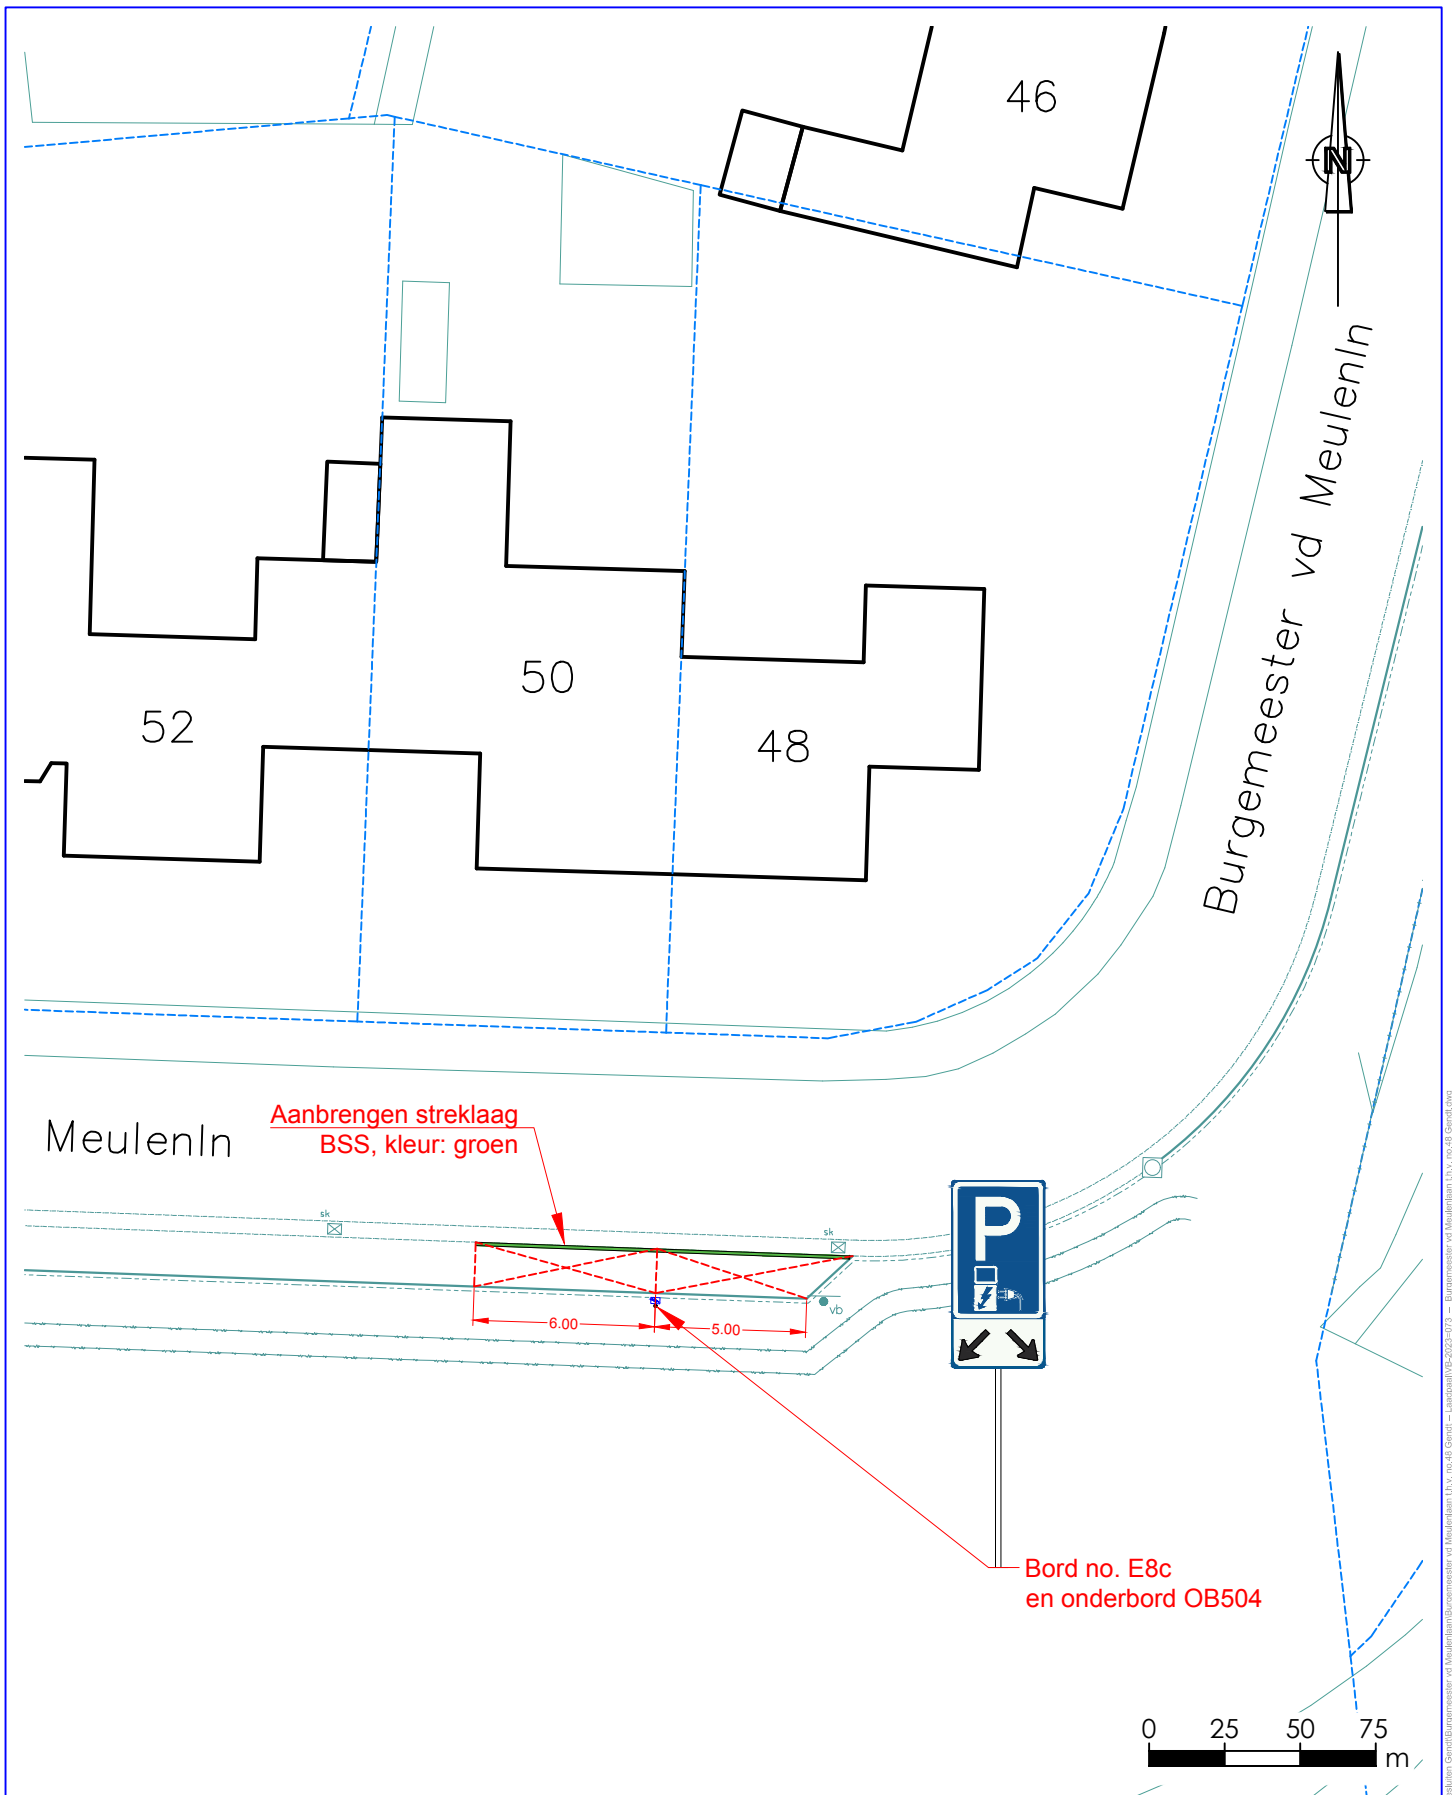 46
N
Burgemeester vd Meulenln
50
52
48
Meulenln
Aanbrengen streklaag
BSS, kleur: groen
sk
sk
P
vb
6.00
5.00
Bord no. E8c
en onderbord OB504
0 25 50 75
m